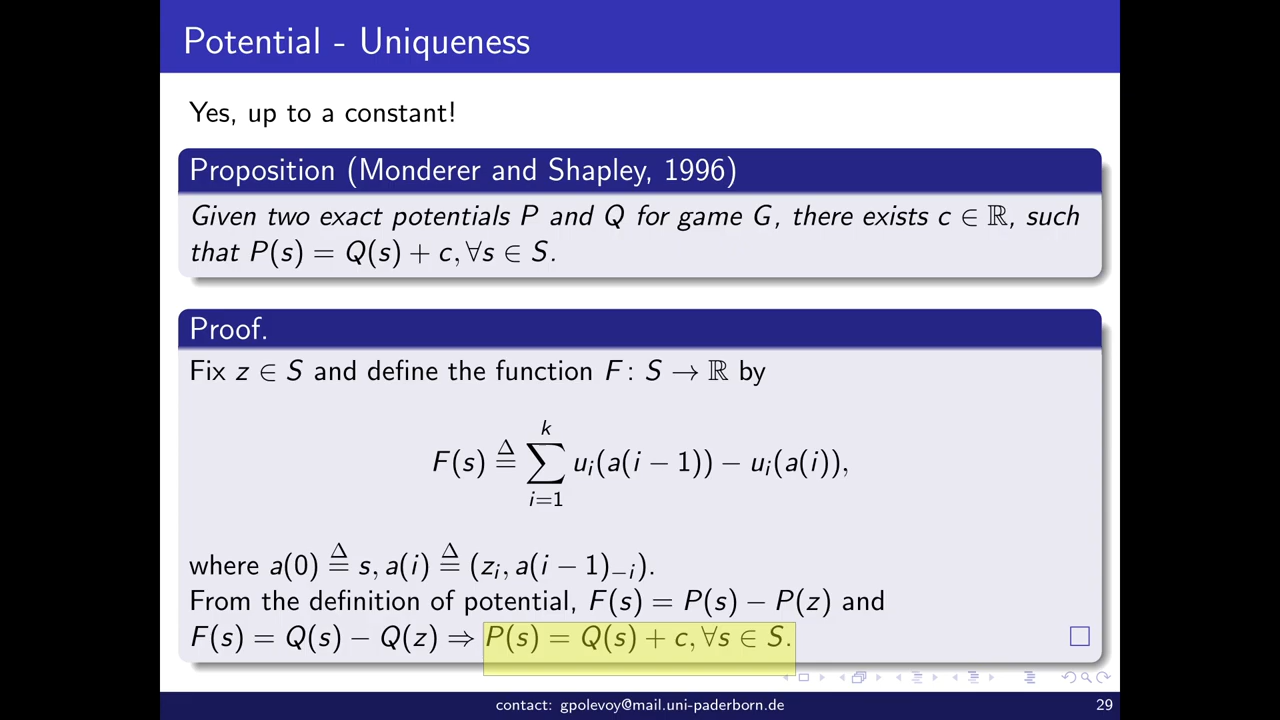 Potential - Uniqueness
Yes, up to a constant!
Proposition (Monderer and Shapley, 1996)
Given two exact potentials P and Q for game G, there exists c ∈ ℝ, such
that P(s) = Q(s) + c, ∀s ∈ S.
Proof.
Fix z ∈ S and define the function F: S → ℝ by
F(s) ≜ ∑_{i=1}^{k} u_i(a(i − 1)) − u_i(a(i)),
where a(0) ≜ s, a(i) ≜ (z_i, a(i − 1)_{−i}).
From the definition of potential, F(s) = P(s) − P(z) and
F(s) = Q(s) − Q(z) ⇒ P(s) = Q(s) + c, ∀s ∈ S. □
contact: gpolevoy@mail.uni-paderborn.de 29